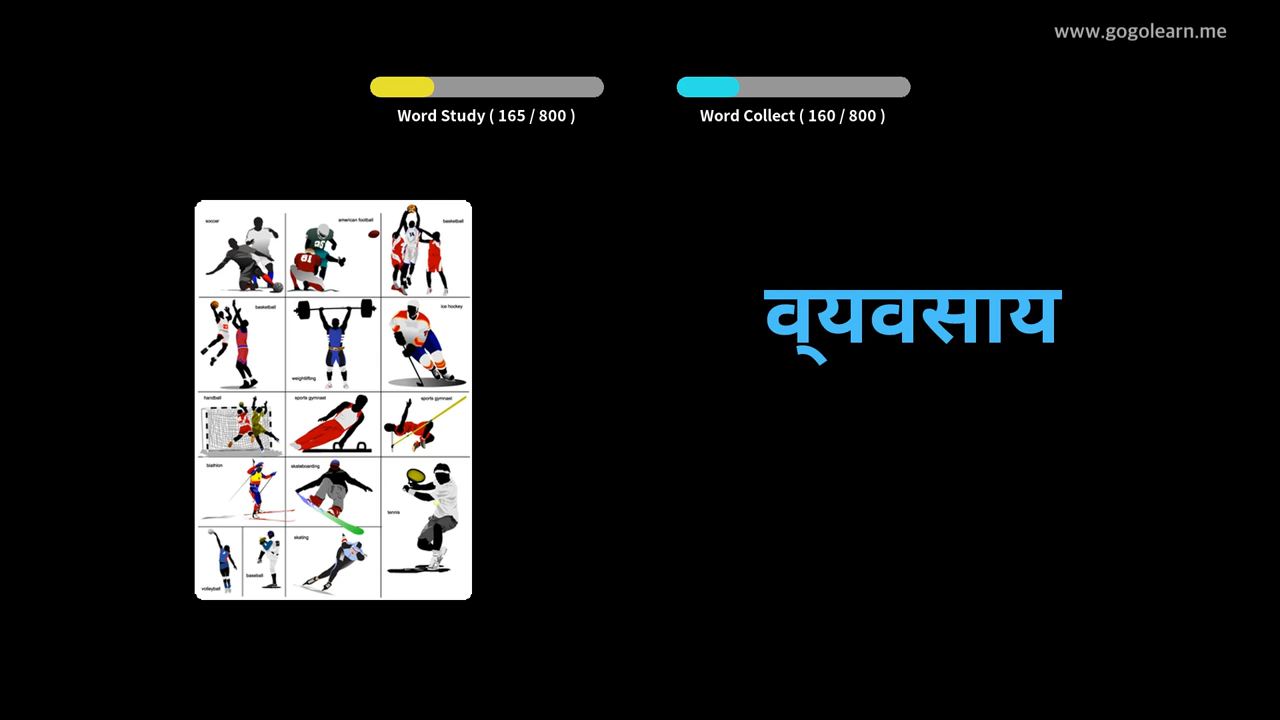 www.gogolearn.me
Word Study ( 165 / 800 )
Word Collect ( 160 / 800 )
soccer
american football
basketball
basketball
weightlifting
ice hockey
handball
sports gymnast
sports gymnast
biathlon
skateboarding
tennis
volleyball
baseball
skating
व्‌यवसाय